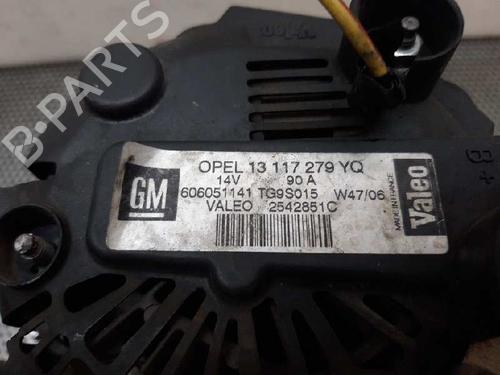 B-PARTS
Valeo
B+
GM
OPEL 13 117 279 YQ
14V 90 A
606051141 TG9S015 W47/06
VALEO 2542851C
MADE IN FRANCE
Valeo